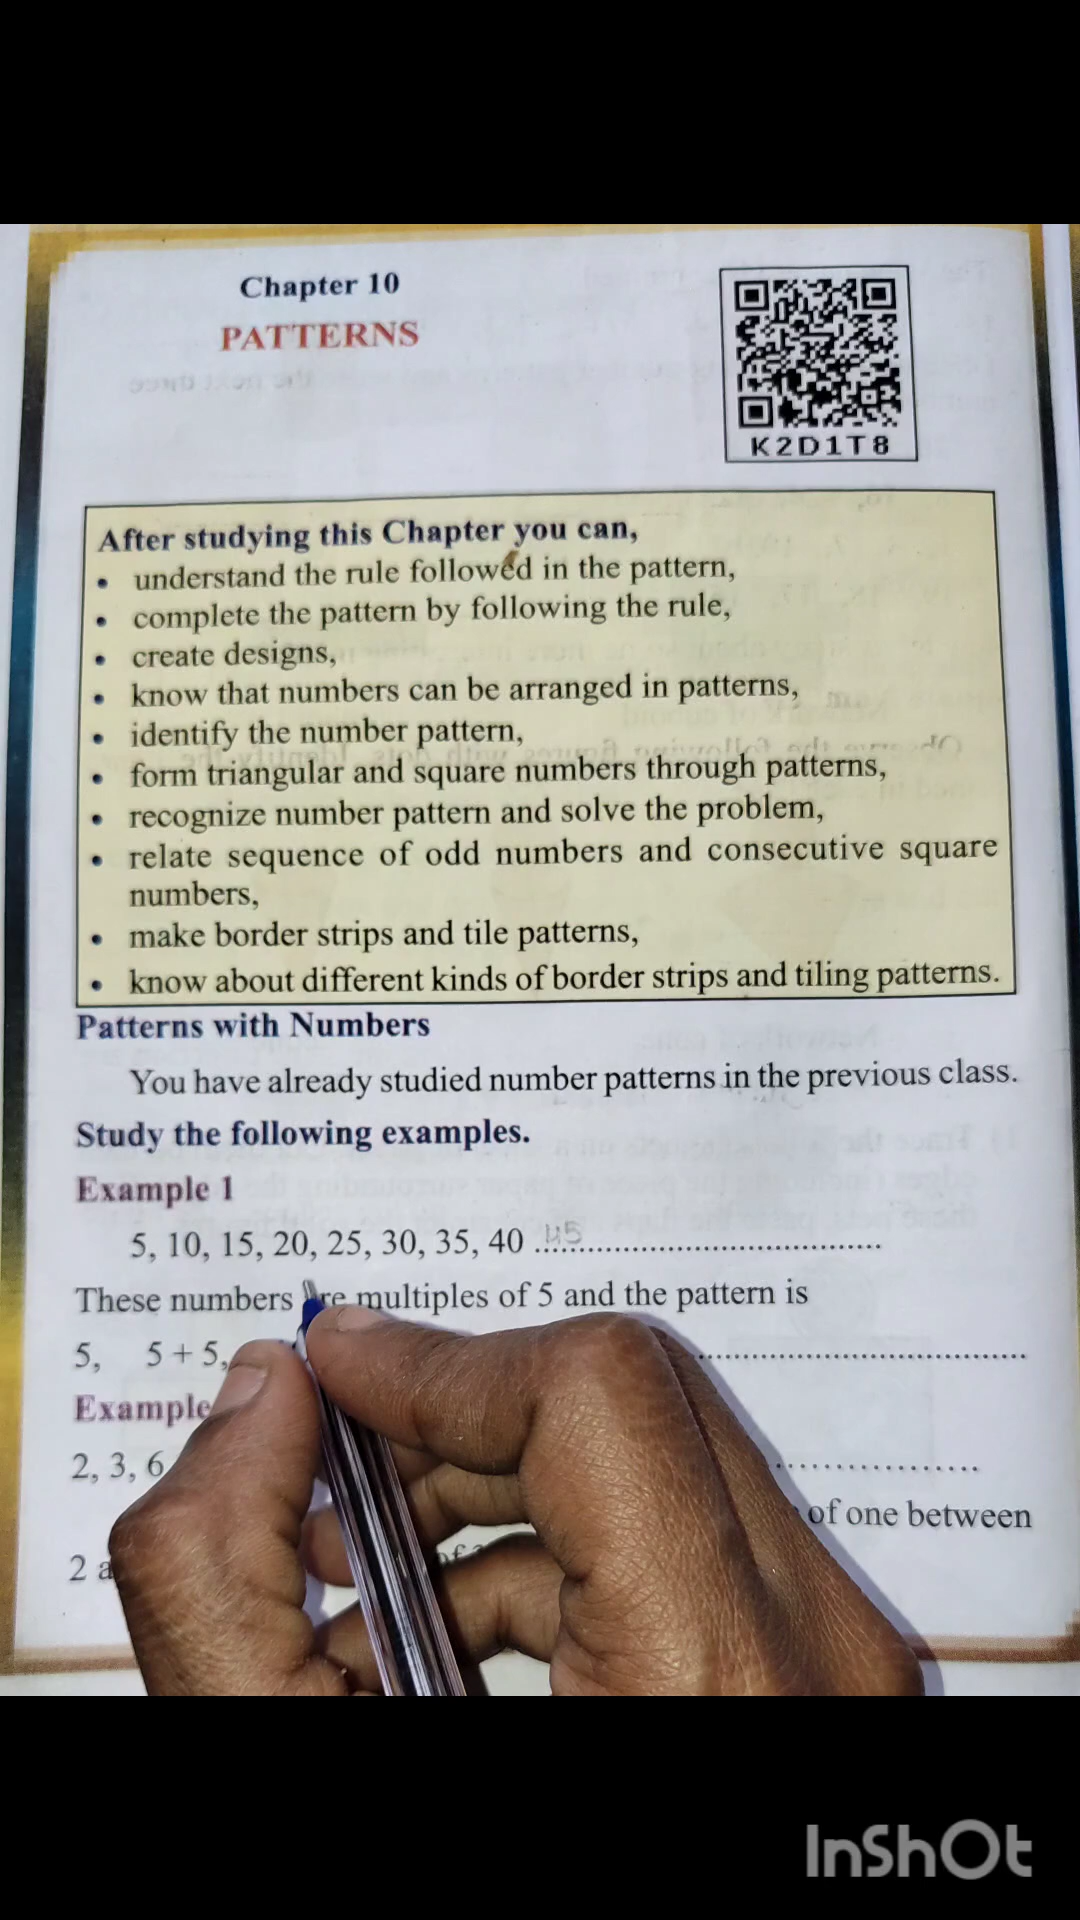 Chapter 10
PATTERNS
K2D1T8
After studying this Chapter you can,
• understand the rule followed in the pattern,
• complete the pattern by following the rule,
• create designs,
• know that numbers can be arranged in patterns,
• identify the number pattern,
• form triangular and square numbers through patterns,
• recognize number pattern and solve the problem,
• relate sequence of odd numbers and consecutive square
numbers,
• make border strips and tile patterns,
• know about different kinds of border strips and tiling patterns.
Patterns with Numbers
You have already studied number patterns in the previous class.
Study the following examples.
Example 1
5, 10, 15, 20, 25, 30, 35, 40 45 ................................
These numbers multiples of 5 and the pattern is
5, 5 + 5, ................................
Example
2, 3, 6 ....................
of one between
2
InShOt